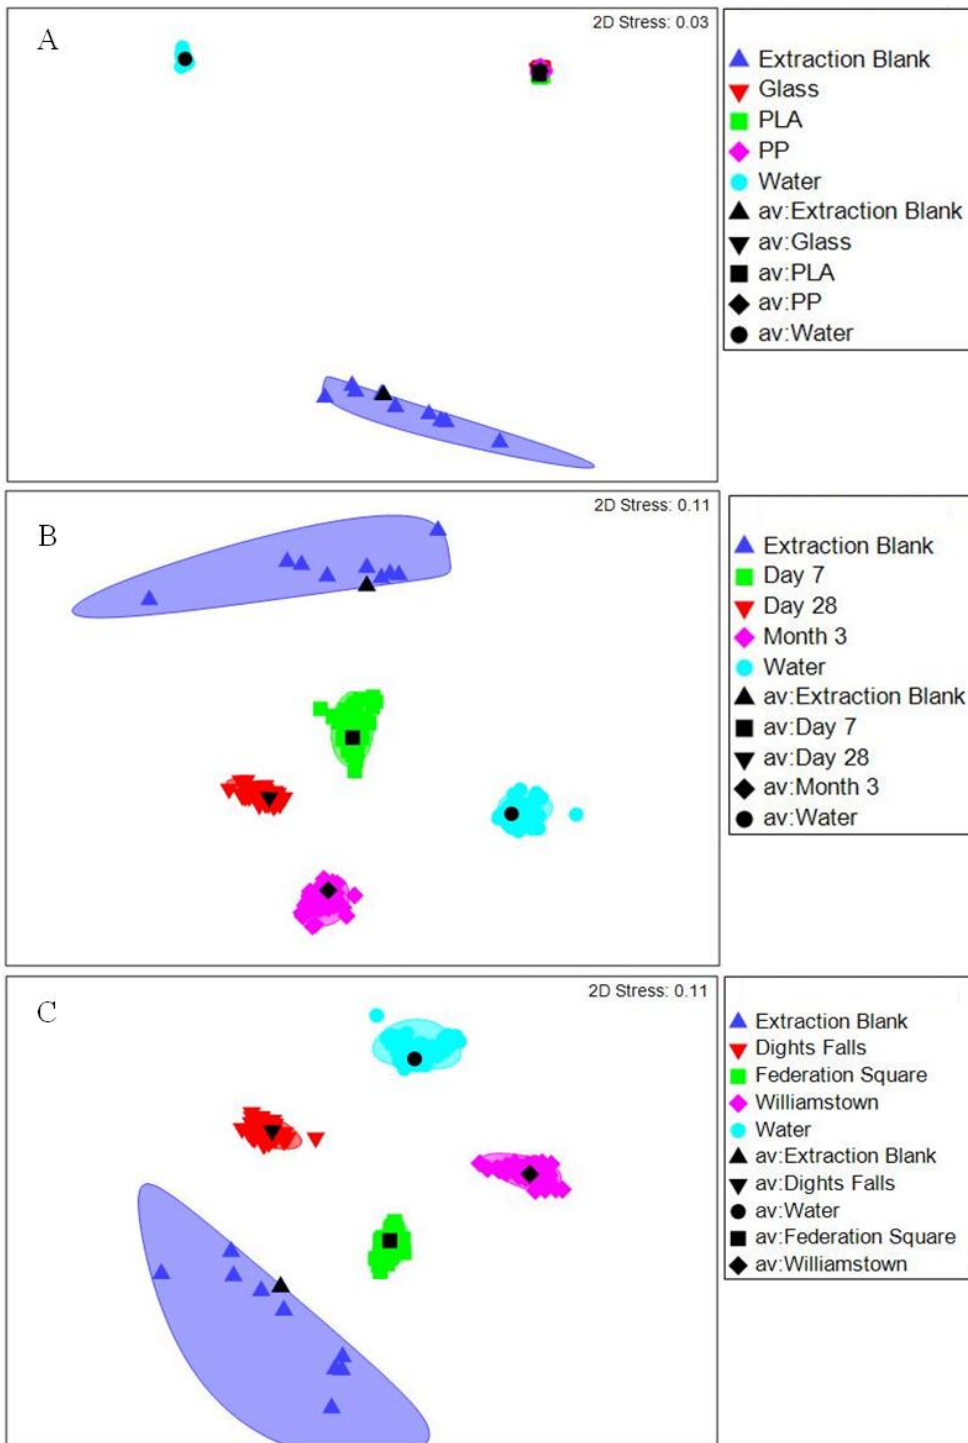 A
2D Stress: 0.03
Extraction Blank
Glass
PLA
PP
Water
av:Extraction Blank
av:Glass
av:PLA
av:PP
av:Water
B
2D Stress: 0.11
Extraction Blank
Day 7
Day 28
Month 3
Water
av:Extraction Blank
av:Day 7
av:Day 28
av:Month 3
av:Water
C
2D Stress: 0.11
Extraction Blank
Dights Falls
Federation Square
Williamstown
Water
av:Extraction Blank
av:Dights Falls
av:Water
av:Federation Square
av:Williamstown